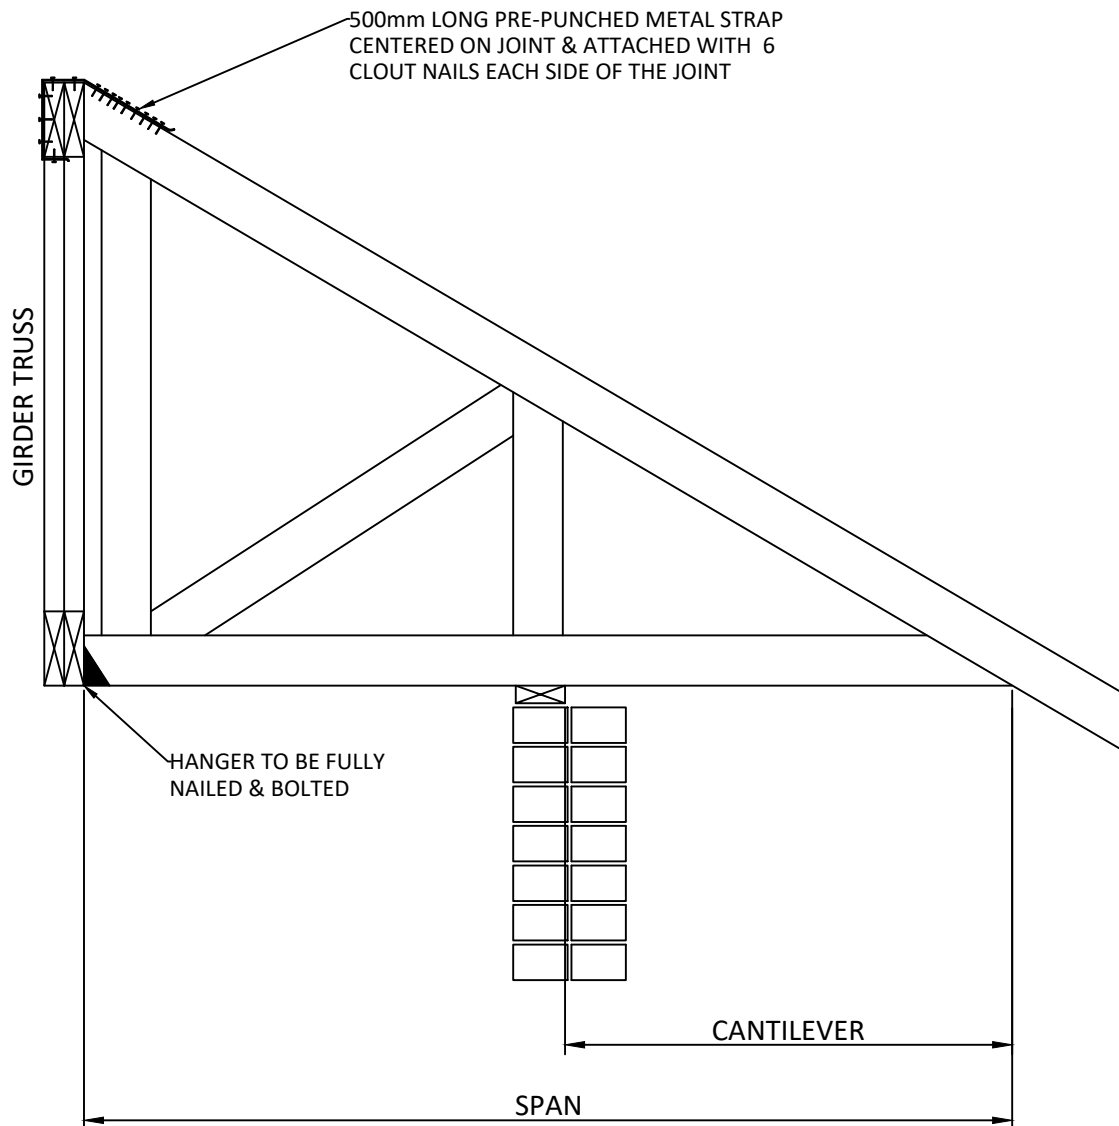 500mm LONG PRE-PUNCHED METAL STRAP
CENTERED ON JOINT & ATTACHED WITH 6
CLOUT NAILS EACH SIDE OF THE JOINT
GIRDER TRUSS
HANGER TO BE FULLY
NAILED & BOLTED
CANTILEVER
SPAN